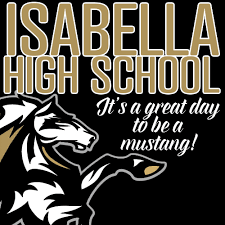 ISABELLA
HIGH SCHOOL
It's a great day
to be a
mustang!